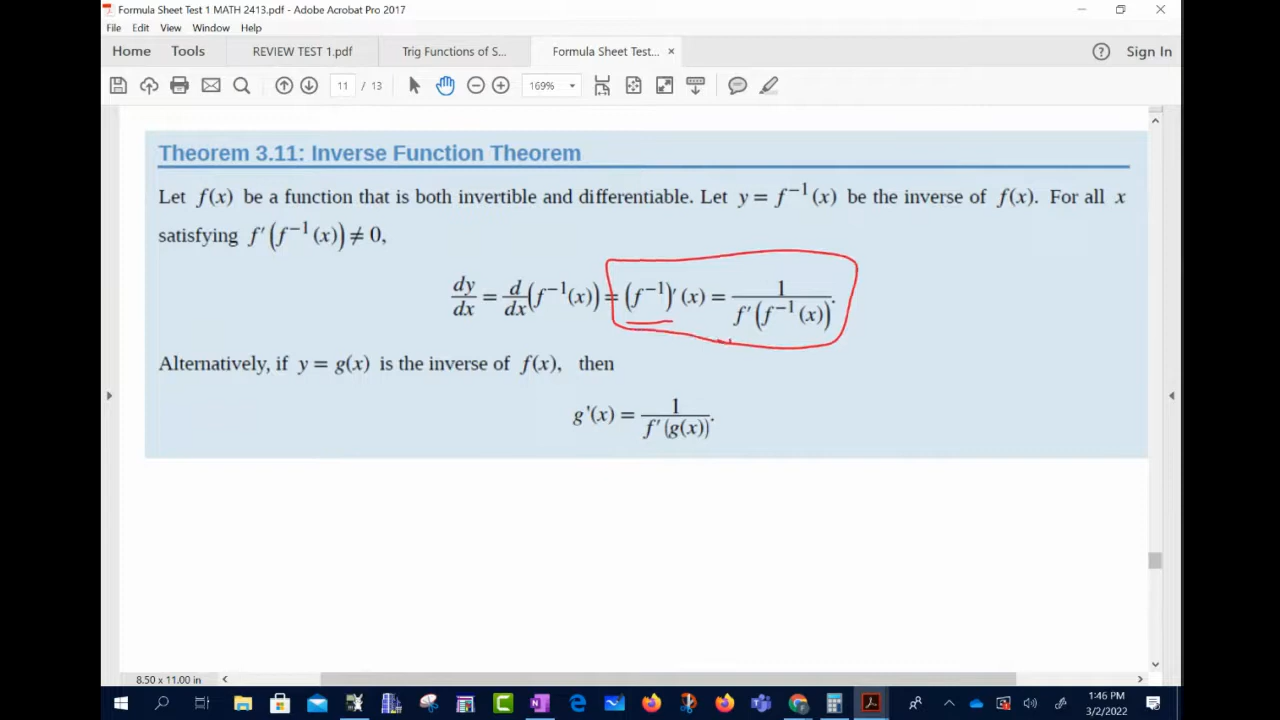 Formula Sheet Test 1 MATH 2413.pdf - Adobe Acrobat Pro 2017
File Edit View Window Help
Home Tools REVIEW TEST 1.pdf Trig Functions of S... Formula Sheet Test... × Sign In
11 / 13 169%
Theorem 3.11: Inverse Function Theorem
Let f(x) be a function that is both invertible and differentiable. Let y = f⁻¹(x) be the inverse of f(x). For all x
satisfying f′(f⁻¹(x)) ≠ 0,
dy/dx = d/dx(f⁻¹(x)) = (f⁻¹)′(x) = 1/f′(f⁻¹(x)).
Alternatively, if y = g(x) is the inverse of f(x), then
g'(x) = 1/f′(g(x)).
8.50 x 11.00 in
1:46 PM
3/2/2022